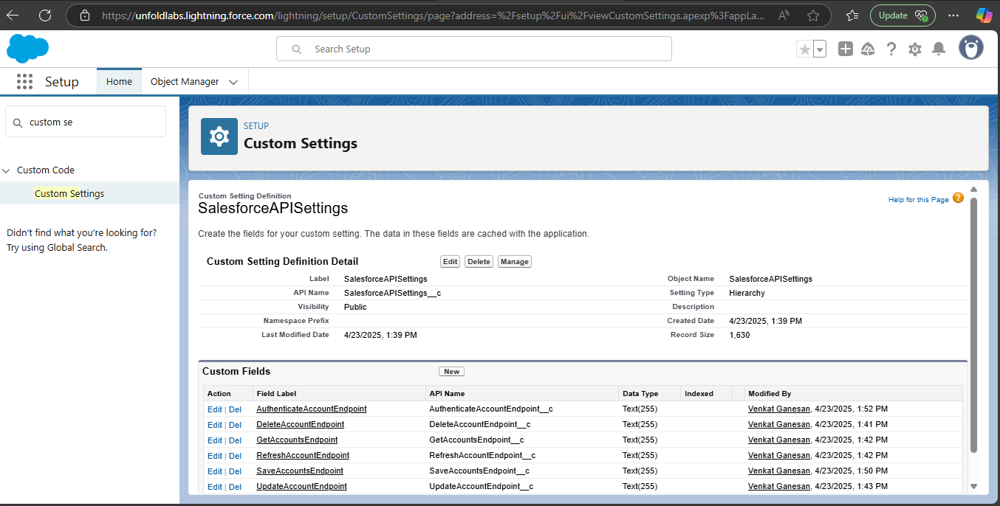 https://unfoldlabs.lightning.force.com/lightning/setup/CustomSettings/page?address=%2Fsetup%2Fui%2FviewCustomSettings.apexp%3FappLa...
Update
Search Setup
Setup
Home
Object Manager
custom se
Custom Code
Custom Settings
Didn't find what you're looking for?
Try using Global Search.
SETUP
Custom Settings
Custom Setting Definition
SalesforceAPISettings
Help for this Page
Create the fields for your custom setting. The data in these fields are cached with the application.
Custom Setting Definition Detail Edit Delete Manage
Label SalesforceAPISettings Object Name SalesforceAPISettings
API Name SalesforceAPISettings__c Setting Type Hierarchy
Visibility Public Description
Namespace Prefix Created Date 4/23/2025, 1:39 PM
Last Modified Date 4/23/2025, 1:39 PM Record Size 1,630
Custom Fields New
Action Field Label API Name Data Type Indexed Modified By
Edit | Del AuthenticateAccountEndpoint AuthenticateAccountEndpoint__c Text(255) Venkat Ganesan, 4/23/2025, 1:52 PM
Edit | Del DeleteAccountEndpoint DeleteAccountEndpoint__c Text(255) Venkat Ganesan, 4/23/2025, 1:41 PM
Edit | Del GetAccountsEndpoint GetAccountsEndpoint__c Text(255) Venkat Ganesan, 4/23/2025, 1:42 PM
Edit | Del RefreshAccountEndpoint RefreshAccountEndpoint__c Text(255) Venkat Ganesan, 4/23/2025, 1:42 PM
Edit | Del SaveAccountsEndpoint SaveAccountsEndpoint__c Text(255) Venkat Ganesan, 4/23/2025, 1:50 PM
Edit | Del UpdateAccountEndpoint UpdateAccountEndpoint__c Text(255) Venkat Ganesan, 4/23/2025, 1:43 PM